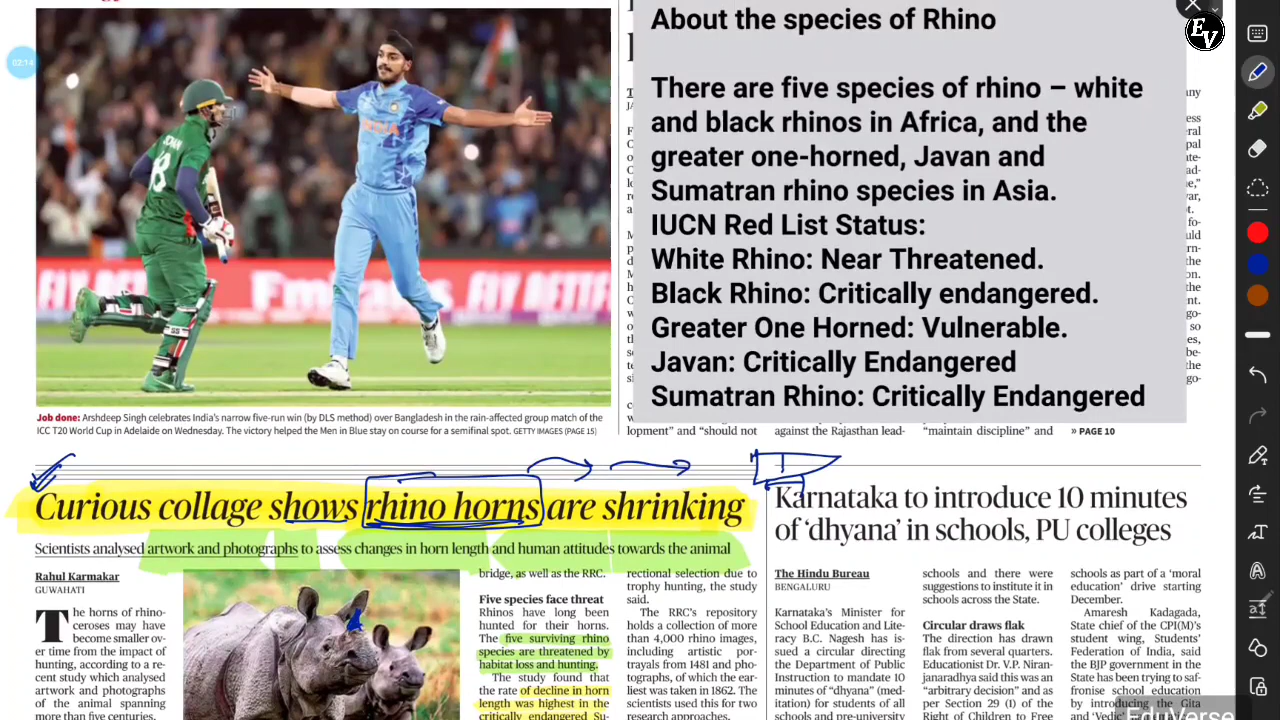 02:14
EV
About the species of Rhino
There are five species of rhino – white
and black rhinos in Africa, and the
greater one-horned, Javan and
Sumatran rhino species in Asia.
IUCN Red List Status:
White Rhino: Near Threatened.
Black Rhino: Critically endangered.
Greater One Horned: Vulnerable.
Javan: Critically Endangered
Sumatran Rhino: Critically Endangered
Job done: Arshdeep Singh celebrates India's narrow five-run win (by DLS method) over Bangladesh in the rain-affected group match of the
ICC T20 World Cup in Adelaide on Wednesday. The victory helped the Men in Blue stay on course for a semifinal spot. GETTY IMAGES (PAGE 15)
lopment" and "should not
against the Rajasthan lead-
"maintain discipline" and
» PAGE 10
Curious collage shows rhino horns are shrinking
Scientists analysed artwork and photographs to assess changes in horn length and human attitudes towards the animal
Rahul Karmakar
GUWAHATI
The horns of rhino-
ceroses may have
become smaller ov-
er time from the impact of
hunting, according to a re-
cent study which analysed
artwork and photographs
of the animal spanning
more than five centuries.
bridge, as well as the RRC.
Five species face threat
Rhinos have long been
hunted for their horns.
The five surviving rhino
species are threatened by
habitat loss and hunting.
The study found that
the rate of decline in horn
length was highest in the
critically endangered Su-
rectional selection due to
trophy hunting, the study
said.
The RRC's repository
holds a collection of more
than 4,000 rhino images,
including artistic por-
trayals from 1481 and pho-
tographs, of which the ear-
liest was taken in 1862. The
scientists used this for two
research approaches.
Karnataka to introduce 10 minutes
of 'dhyana' in schools, PU colleges
The Hindu Bureau
BENGALURU
Karnataka's Minister for
School Education and Lite-
racy B.C. Nagesh has is-
sued a circular directing
the Department of Public
Instruction to mandate 10
minutes of "dhyana" (med-
itation) for students of all
schools and pre-university
schools and there were
suggestions to institute it in
schools across the State.
Circular draws flak
The direction has drawn
flak from several quarters.
Educationist Dr. V.P. Niran-
janaradhya said this was an
"arbitrary decision" and as
per Section 29 (I) of the
Right of Children to Free
schools as part of a 'moral
education' drive starting
December.
Amaresh Kadagada,
State chief of the CPI(M)'s
student wing, Students'
Federation of India, said
the BJP government in the
State has been trying to saf-
fronise school education
by introducing the Gita
and
EduVerse